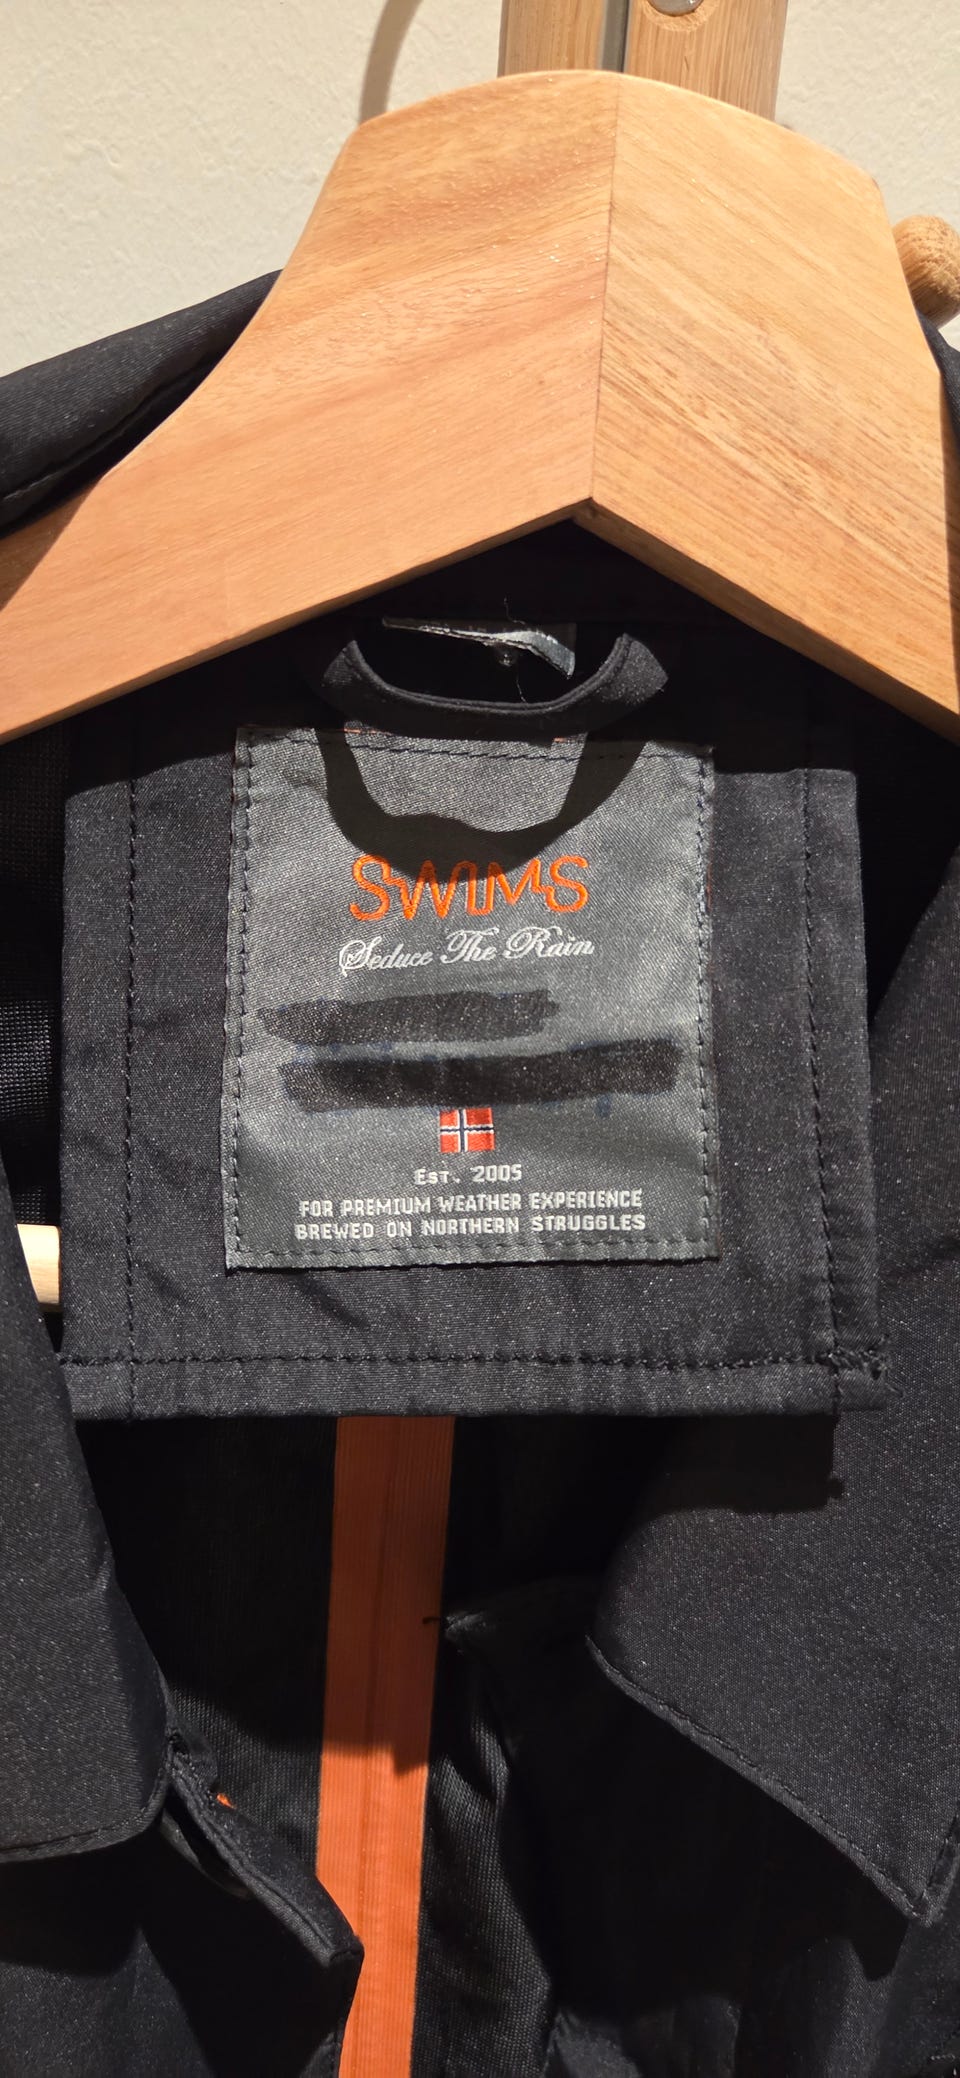 SWIMS
Seduce The Rain
EST. 2005
FOR PREMIUM WEATHER EXPERIENCE
BREWED ON NORTHERN STRUGGLES